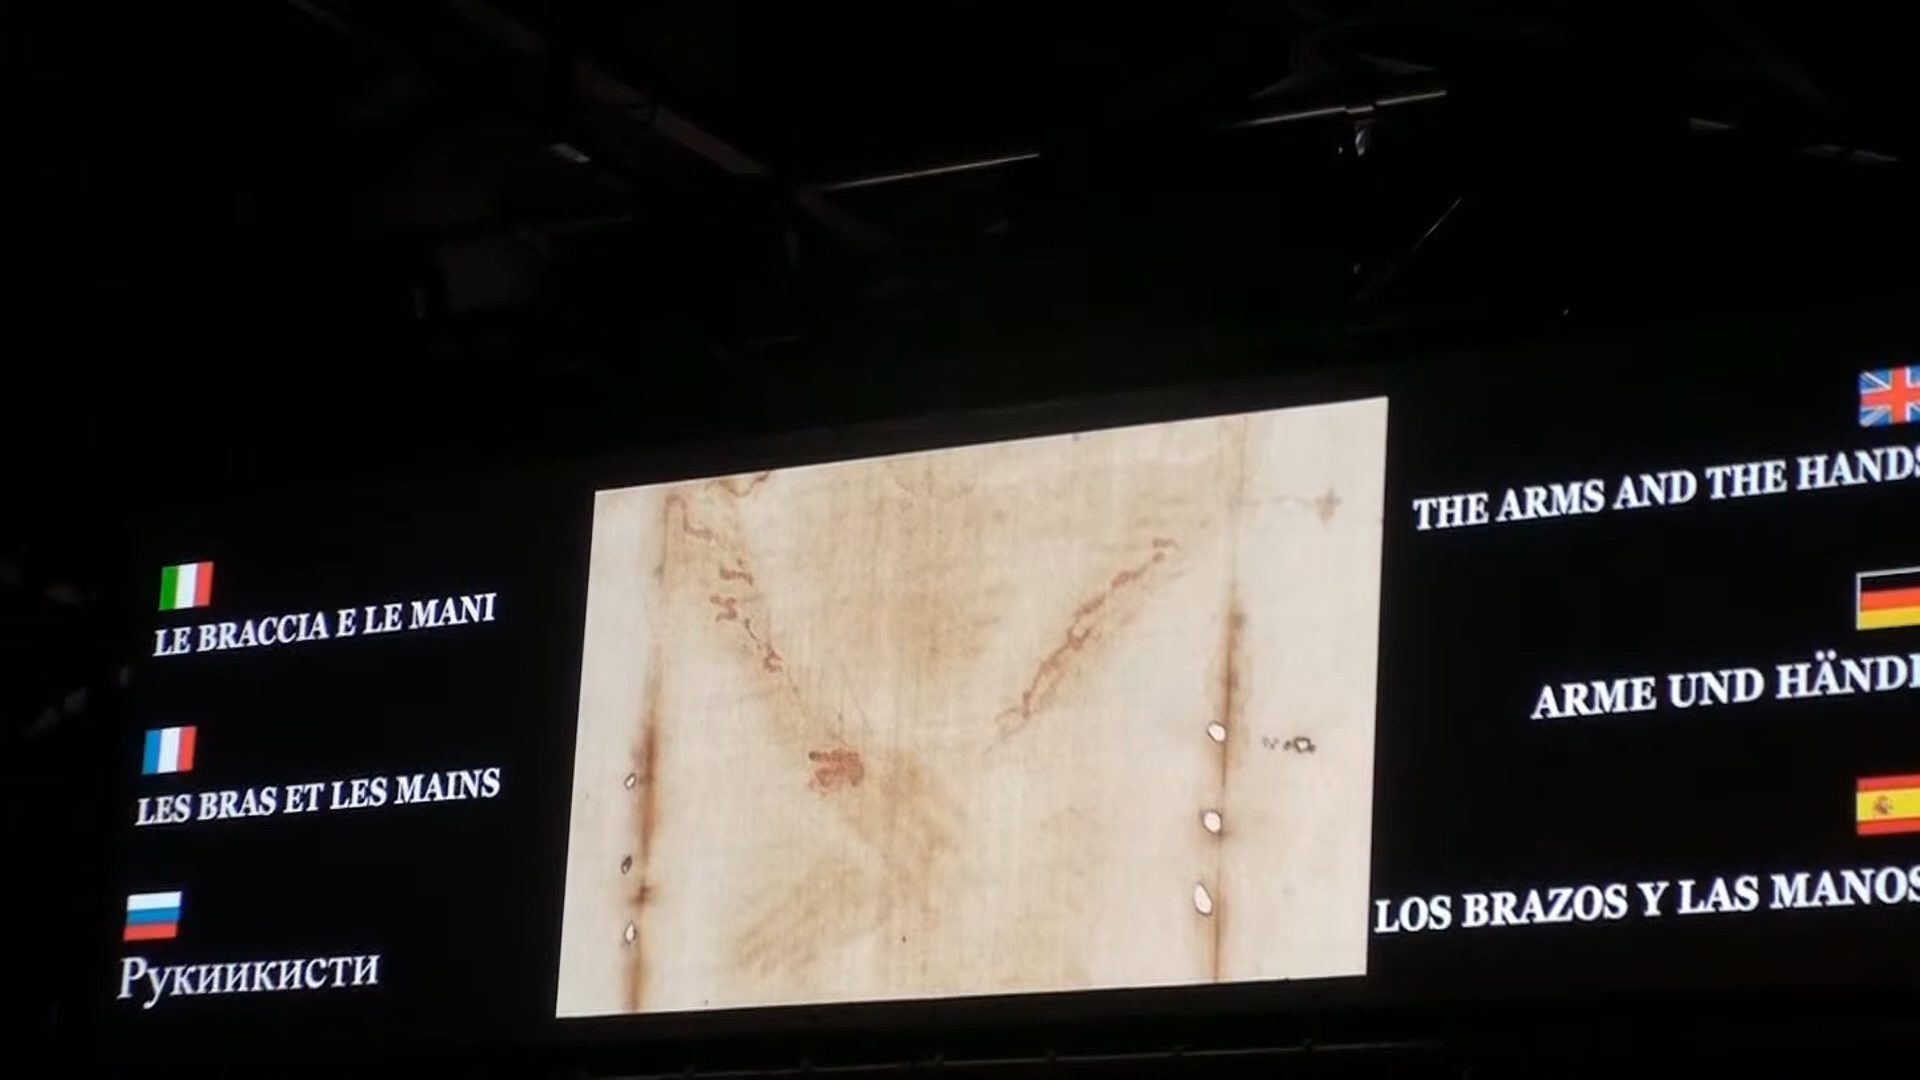 LE BRACCIA E LE MANI
LES BRAS ET LES MAINS
Рукиикисти
THE ARMS AND THE HANDS
ARME UND HÄNDE
LOS BRAZOS Y LAS MANOS